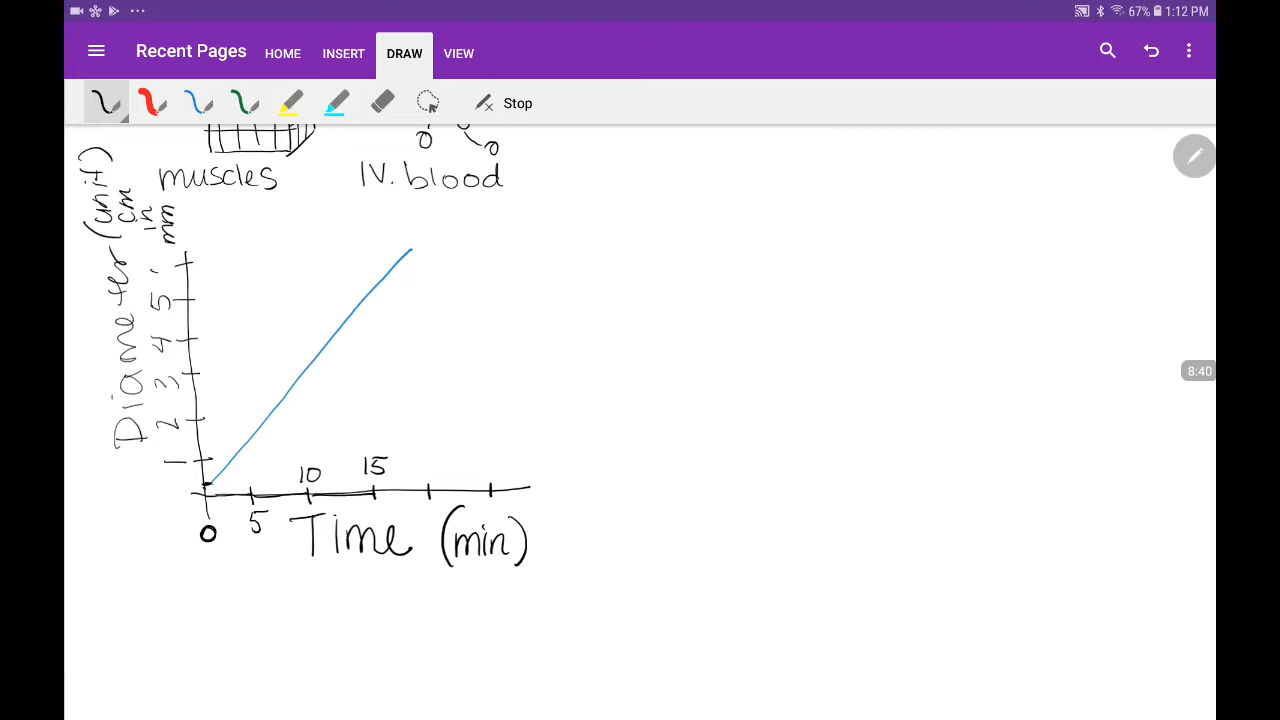 67% 1:12 PM
Recent Pages HOME INSERT DRAW VIEW
Stop
muscles IV. blood
Diameter (unit)
cm
in
mm
5
4
3
2
1
10 15
0 5 Time (min)
8:40